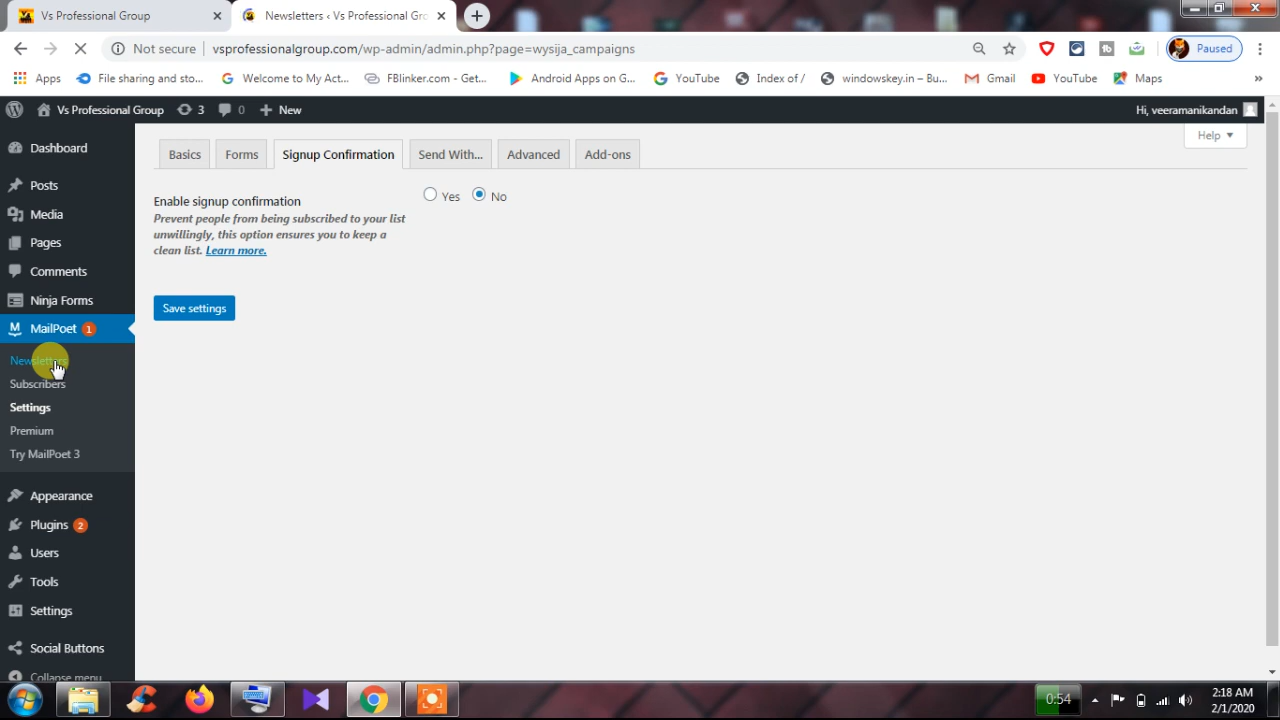 Vs Professional Group
Newsletters ‹ Vs Professional Gro
Not secure
vsprofessionalgroup.com/wp-admin/admin.php?page=wysija_campaigns
Paused
Apps
File sharing and sto...
Welcome to My Act...
FBlinker.com - Get...
Android Apps on G...
YouTube
Index of /
windowskey.in – Bu...
Gmail
YouTube
Maps
»
Vs Professional Group
3
0
New
Hi, veeramanikandan
Help
Dashboard
Posts
Media
Pages
Comments
Ninja Forms
MailPoet 1
Newsletters
Subscribers
Settings
Premium
Try MailPoet 3
Appearance
Plugins 2
Users
Tools
Settings
Social Buttons
Collapse menu
Basics
Forms
Signup Confirmation
Send With...
Advanced
Add-ons
Enable signup confirmation
Prevent people from being subscribed to your list
unwillingly, this option ensures you to keep a
clean list. Learn more.
Yes
No
Save settings
0:54
2:18 AM
2/1/2020